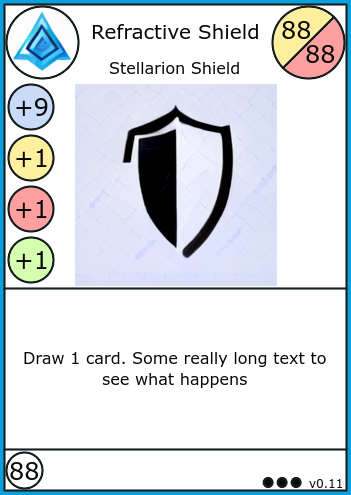 Refractive Shield
88
88
Stellarion Shield
+9
+1
+1
+1
Draw 1 card. Some really long text to
see what happens
88
v0.11